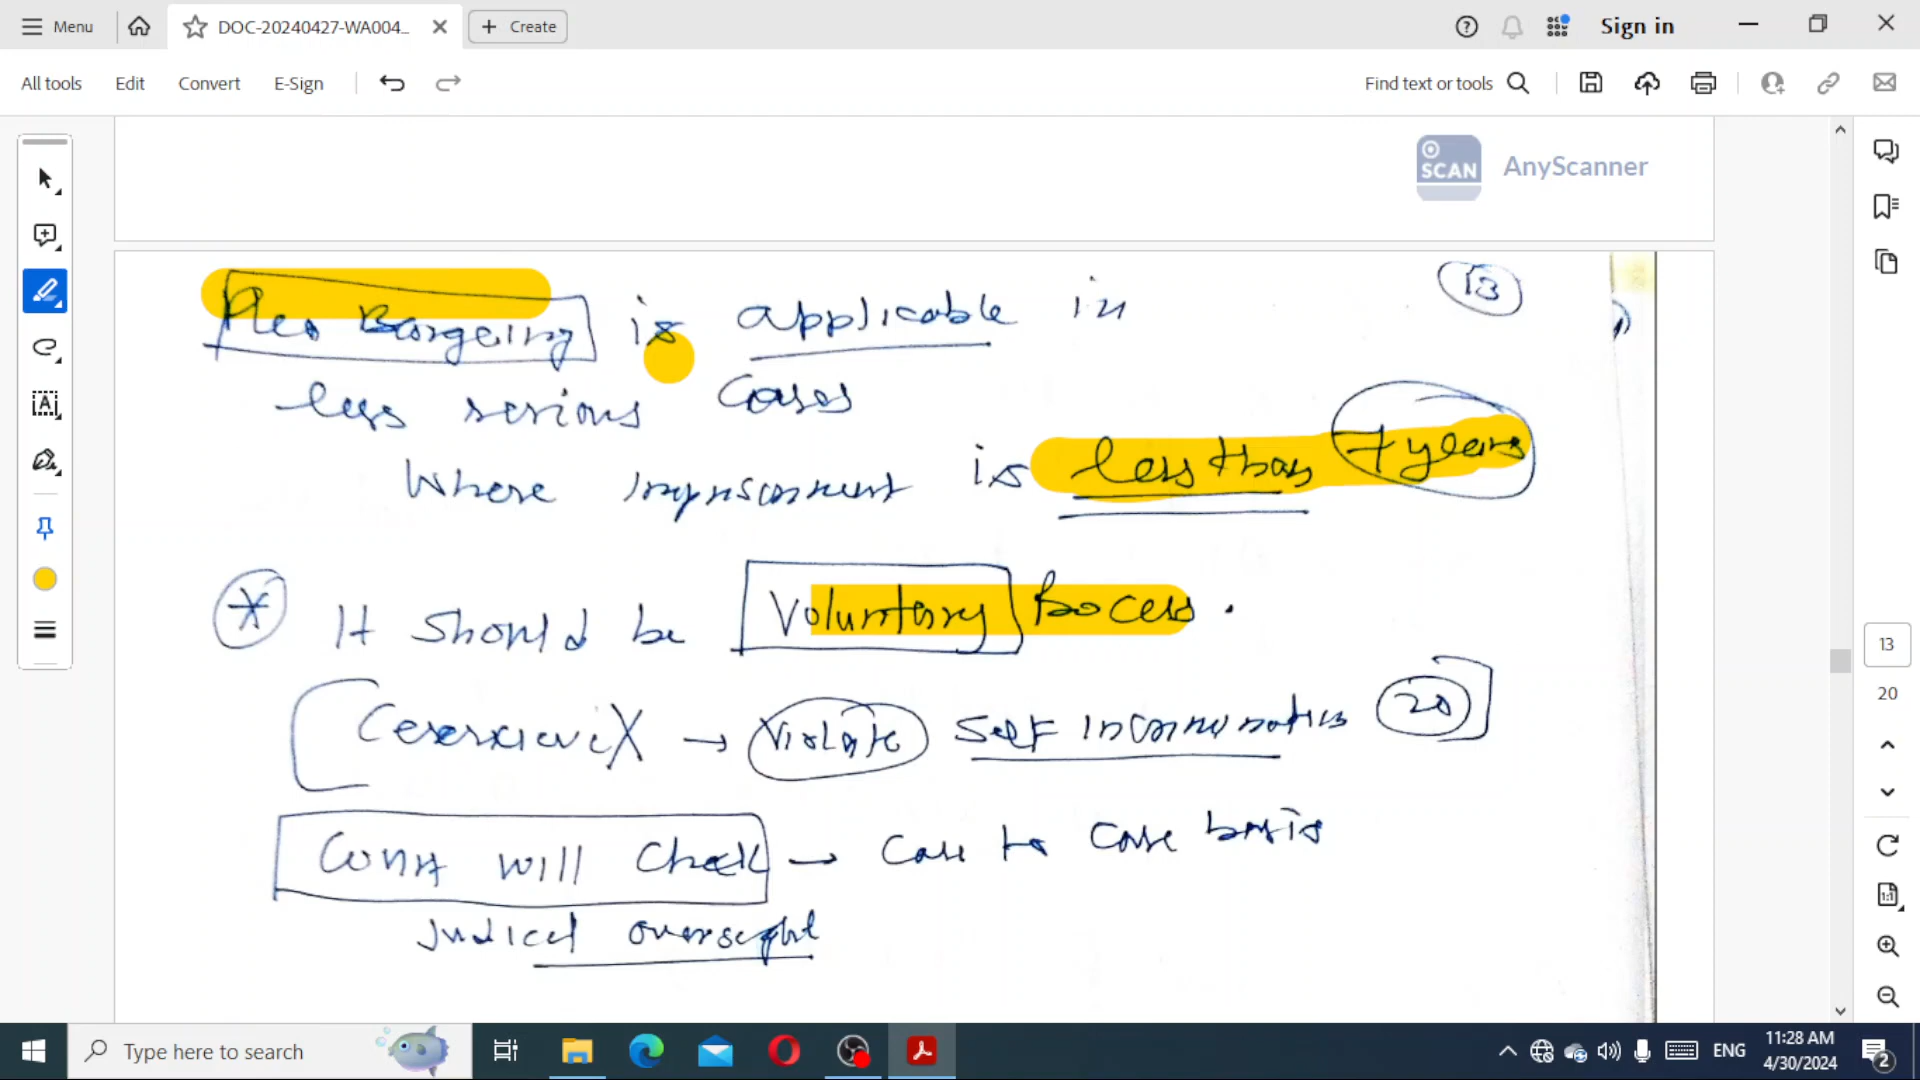 Menu DOC-20240427-WA004... Create Sign in
All tools Edit Convert E-Sign Find text or tools
SCAN AnyScanner
Plea Bargeing is applicable in 13
less serious cases
Where imprisonment is less than 7 years
* It should be Voluntary Process.
X → Violate Self incrimination 20
Court will Check → Case to Case basis
Judical oversight
13
20
Type here to search ENG 11:28 AM
4/30/2024 2